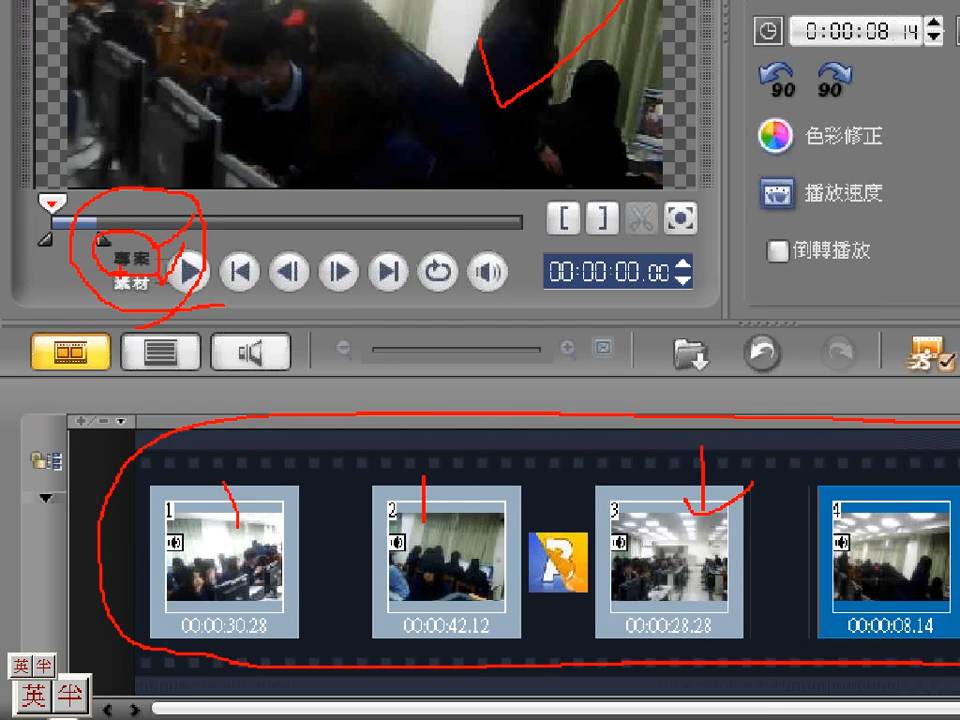 0:00:08.14
90 90
色彩修正
播放速度
倒轉播放
[ ]
專案
素材
00:00:00.00
+/-
1 2 3 4
A B
00:00:30.28 00:00:42.12 00:00:28.28 00:00:08.14
英 半
英 半